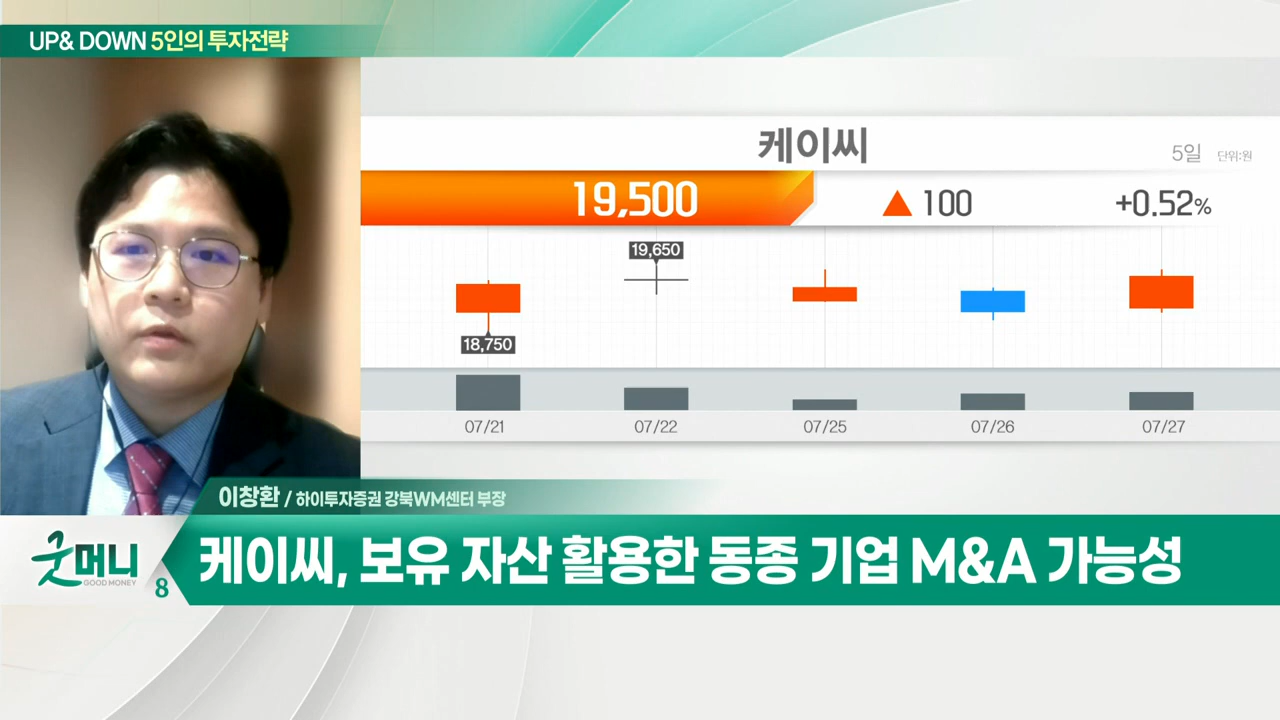 UP& DOWN 5인의 투자전략
케이씨
5일 단위:원
19,500 ▲ 100 +0.52%
19,650
18,750
07/21 07/22 07/25 07/26 07/27
이창환 / 하이투자증권 강북WM센터 부장
굿머니
GOOD MONEY
8
케이씨, 보유 자산 활용한 동종 기업 M&A 가능성